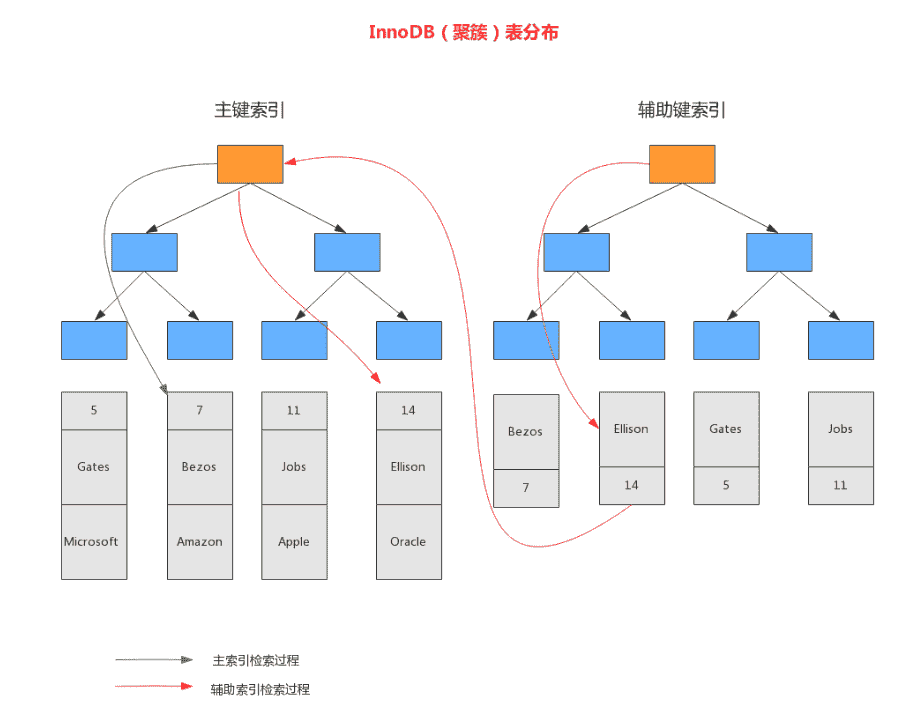 InnoDB（聚簇）表分布
主键索引
辅助键索引
5
7
11
14
Gates
Bezos
Jobs
Ellison
Microsoft
Amazon
Apple
Oracle
Bezos
Ellison
Gates
Jobs
7
14
5
11
主索引检索过程
辅助索引检索过程